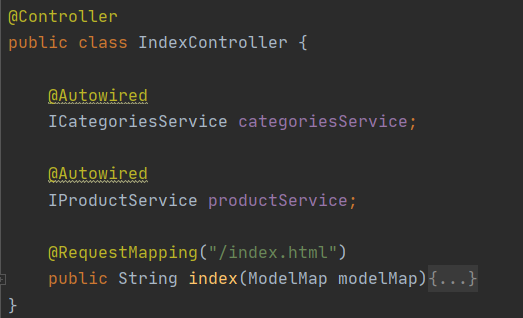 @Controller
public class IndexController {
@Autowired
ICategoriesService categoriesService;
@Autowired
IProductService productService;
@RequestMapping("/index.html")
public String index(ModelMap modelMap){...}
}